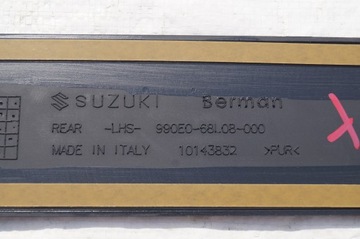 SUZUKI Berman
REAR -LHS- 990E0-68L08-000
MADE IN ITALY 10143832 >PUR<